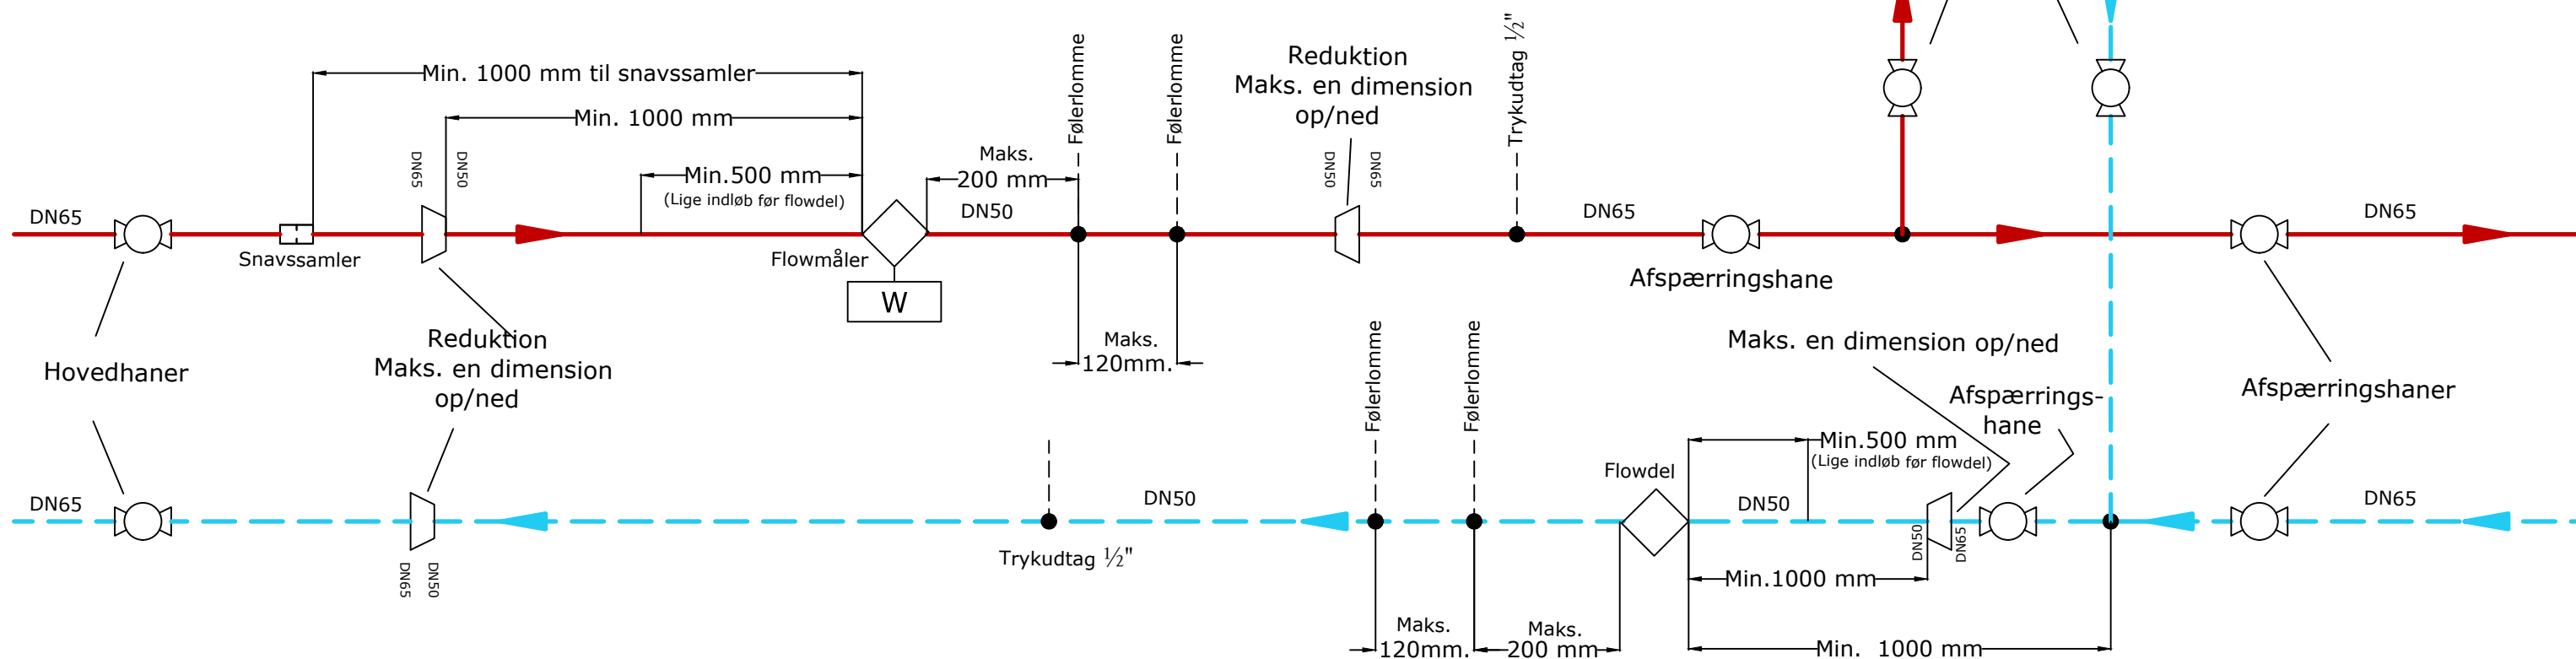 Følerlomme
Følerlomme
Trykudtag ½"
Reduktion
Maks. en dimension
op/ned
Min. 1000 mm til snavssamler
Min. 1000 mm
DN65
DN50
Min.500 mm
(Lige indløb før flowdel)
Maks.
200 mm
DN50
DN65
DN65
DN50
DN65
DN65
Snavssamler
Flowmåler
W
Afspærringshane
Maks.
120mm.
Reduktion
Maks. en dimension
op/ned
Hovedhaner
Følerlomme
Følerlomme
Maks. en dimension op/ned
Afspærrings-
hane
Afspærringshaner
Min.500 mm
(Lige indløb før flowdel)
Flowdel
DN65
DN50
DN50
DN65
DN50
DN65
Trykudtag ½"
DN65
DN50
Min.1000 mm
Maks.
120mm.
Maks.
200 mm
Min. 1000 mm